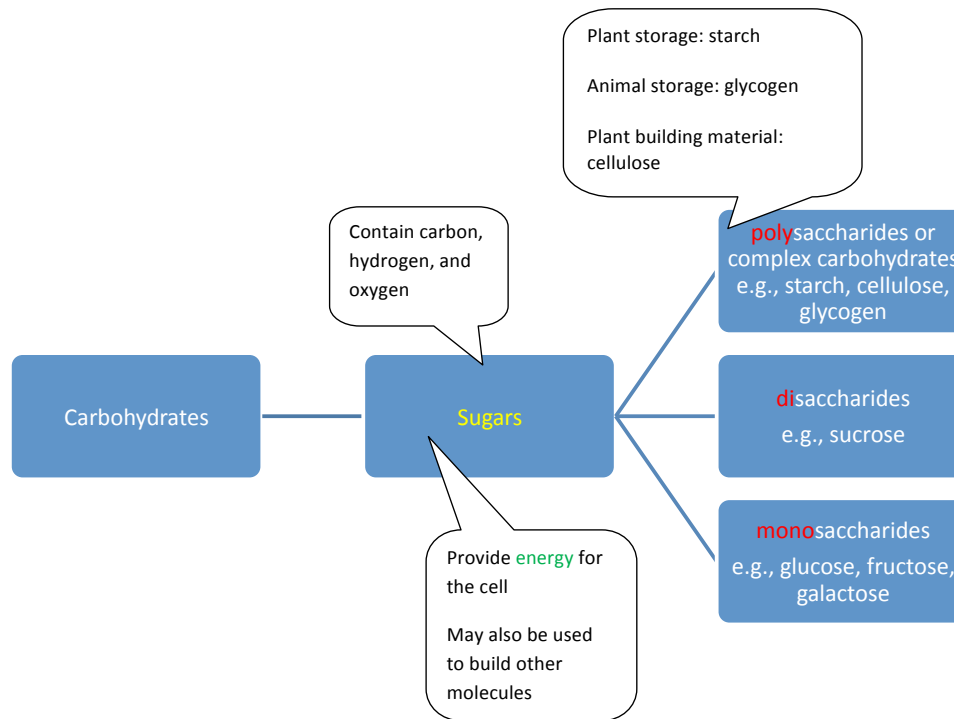 Plant storage: starch
Animal storage: glycogen
Plant building material:
cellulose
Contain carbon,
hydrogen, and
oxygen
polysaccharides or
complex carbohydrates
e.g., starch, cellulose,
glycogen
Carbohydrates
Sugars
disaccharides
e.g., sucrose
Provide energy for
the cell
May also be used
to build other
molecules
monosaccharides
e.g., glucose, fructose,
galactose